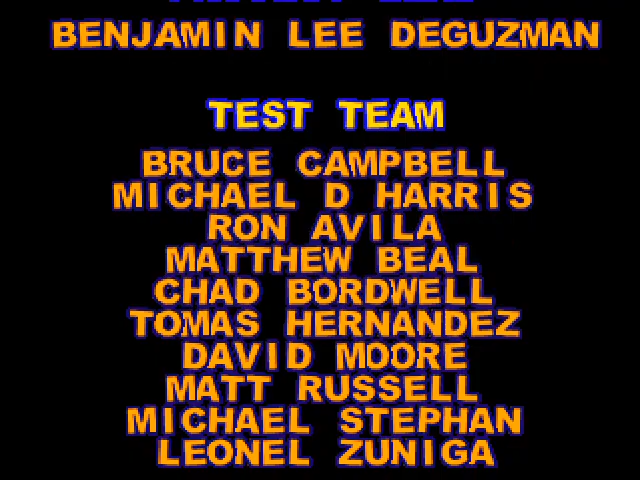 BENJAMIN LEE DEGUZMAN
TEST TEAM
BRUCE CAMPBELL
MICHAEL D HARRIS
RON AVILA
MATTHEW BEAL
CHAD BORDWELL
TOMAS HERNANDEZ
DAVID MOORE
MATT RUSSELL
MICHAEL STEPHAN
LEONEL ZUNIGA